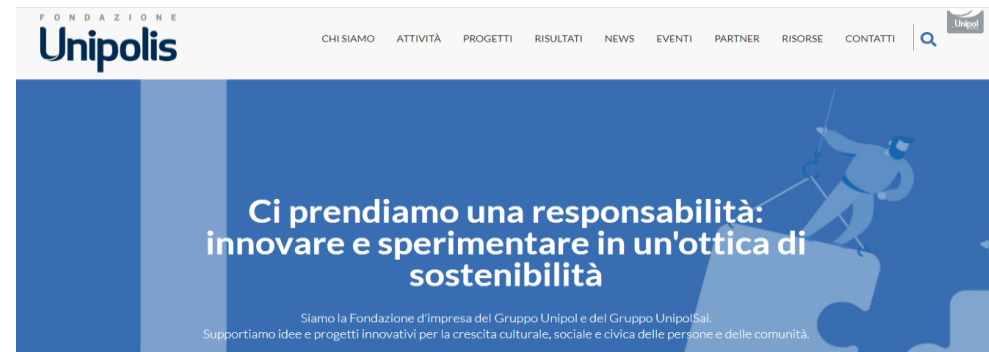 FONDAZIONE
Unipolis
CHI SIAMO ATTIVITÀ PROGETTI RISULTATI NEWS EVENTI PARTNER RISORSE CONTATTI
Unipol
Ci prendiamo una responsabilità:
innovare e sperimentare in un'ottica di
sostenibilità
Siamo la Fondazione d'impresa del Gruppo Unipol e del Gruppo UnipolSai.
Supportiamo idee e progetti innovativi per la crescita culturale, sociale e civica delle persone e delle comunità.